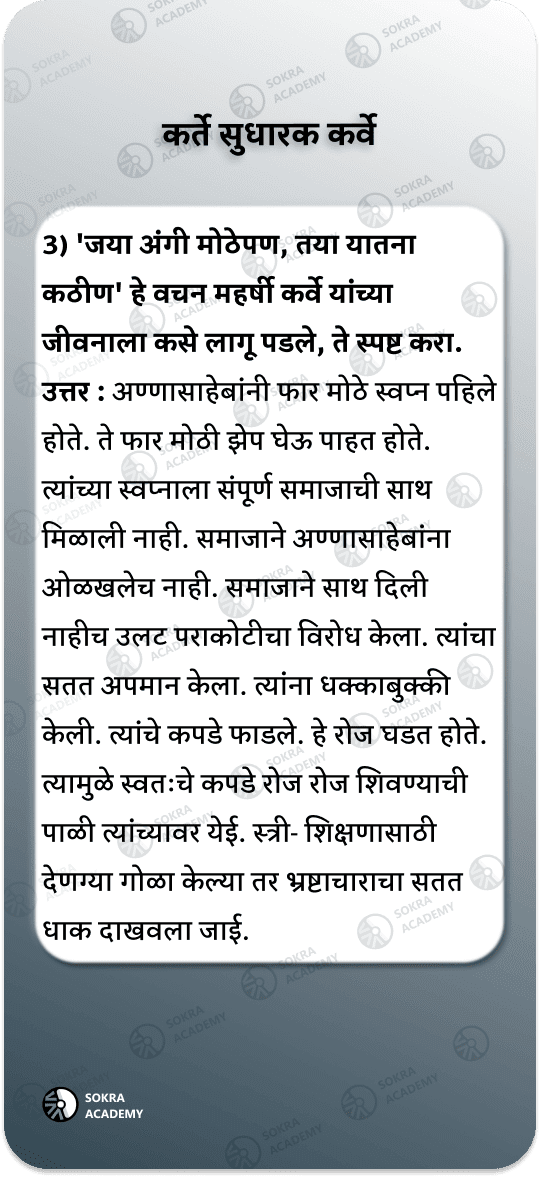 कर्ते सुधारक कर्वे
3) 'जया अंगी मोठेपण, तया यातना
कठीण' हे वचन महर्षी कर्वे यांच्या
जीवनाला कसे लागू पडले, ते स्पष्ट करा.
उत्तर : अण्णासाहेबांनी फार मोठे स्वप्न पहिले
होते. ते फार मोठी झेप घेऊ पाहत होते.
त्यांच्या स्वप्नाला संपूर्ण समाजाची साथ
मिळाली नाही. समाजाने अण्णासाहेबांना
ओळखलेच नाही. समाजाने साथ दिली
नाहीच उलट पराकोटीचा विरोध केला. त्यांचा
सतत अपमान केला. त्यांना धक्काबुक्की
केली. त्यांचे कपडे फाडले. हे रोज घडत होते.
त्यामुळे स्वतःचे कपडे रोज रोज शिवण्याची
पाळी त्यांच्यावर येई. स्त्री- शिक्षणासाठी
देणग्या गोळा केल्या तर भ्रष्टाचाराचा सतत
धाक दाखवला जाई.
SOKRA
ACADEMY